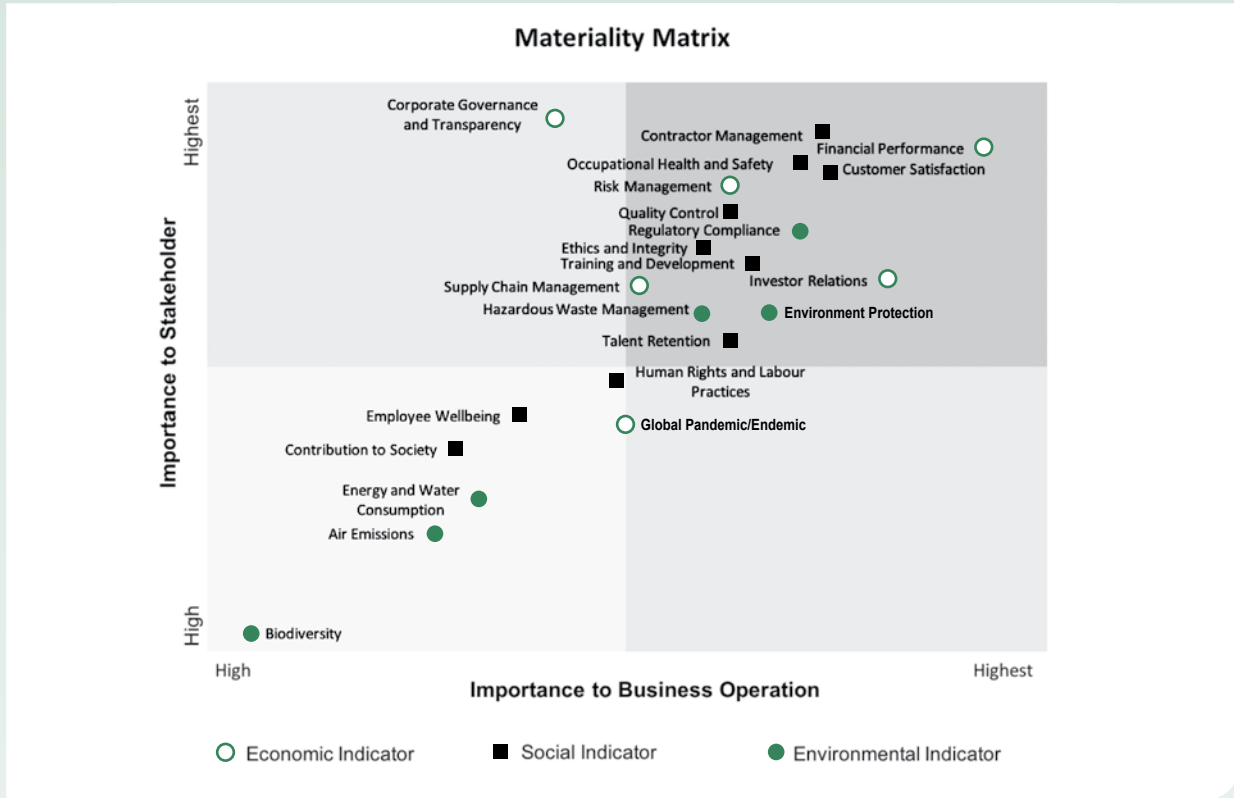 Materiality Matrix
Highest
Importance to Stakeholder
High
Corporate Governance
and Transparency
Contractor Management
Financial Performance
Occupational Health and Safety
Customer Satisfaction
Risk Management
Quality Control
Regulatory Compliance
Ethics and Integrity
Training and Development
Investor Relations
Supply Chain Management
Hazardous Waste Management
Environment Protection
Talent Retention
Human Rights and Labour
Practices
Employee Wellbeing
Global Pandemic/Endemic
Contribution to Society
Energy and Water
Consumption
Air Emissions
Biodiversity
High
Highest
Importance to Business Operation
Economic Indicator
Social Indicator
Environmental Indicator